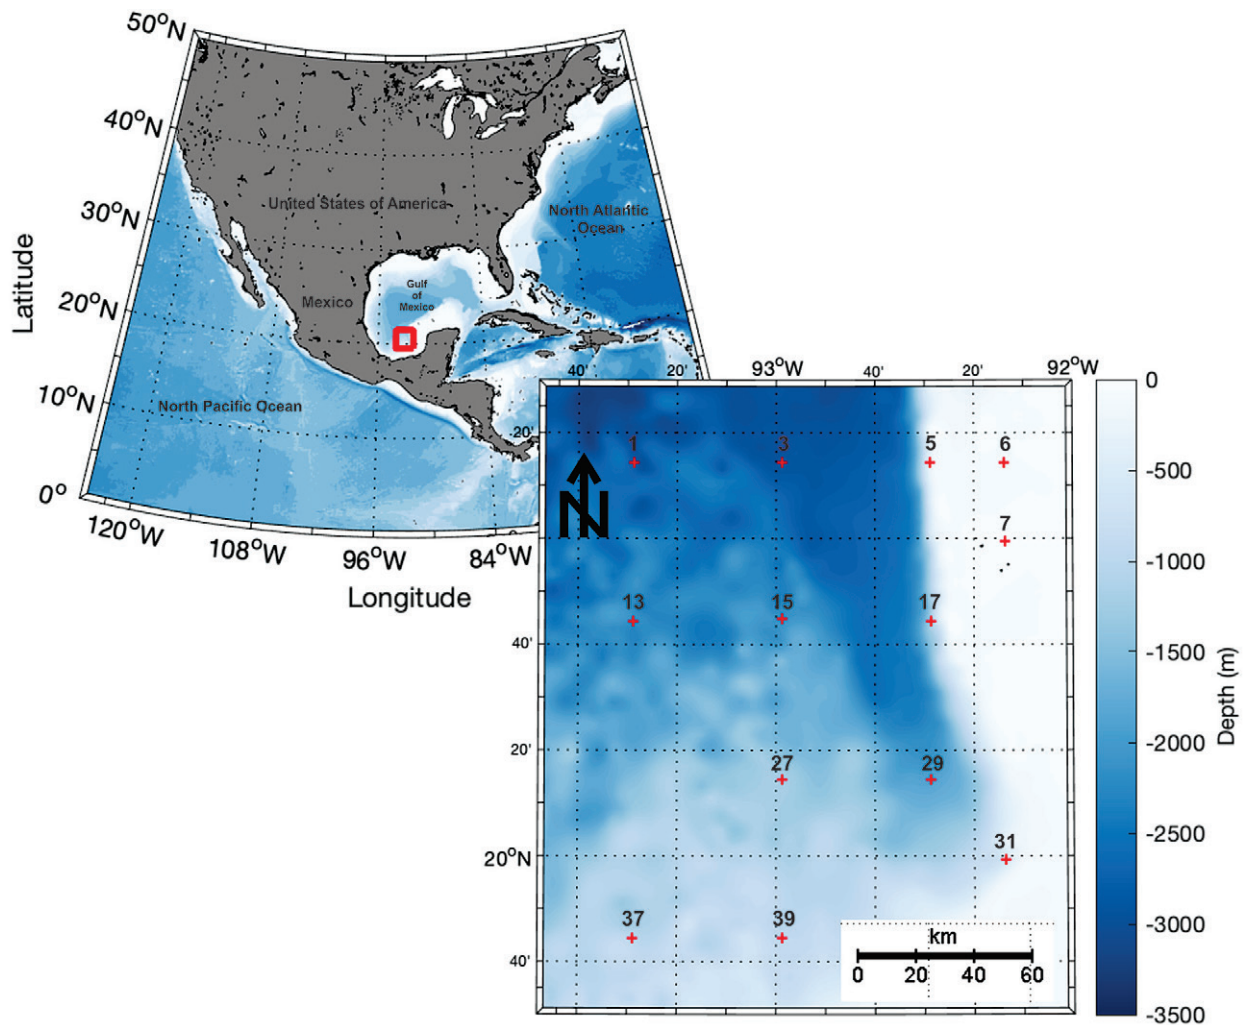 50°N
40°N
30°N
20°N
10°N
0°
Latitude
120°W
108°W
96°W
84°W
Longitude
United States of America
North Atlantic
Ocean
Gulf
of
Mexico
Mexico
North Pacific Ocean
40'
20'
93°W
40'
20'
92°W
20'
40'
20'
20°N
40'
N
1
3
5
6
7
13
15
17
27
29
31
37
39
km
0
20
40
60
0
-500
-1000
-1500
-2000
-2500
-3000
-3500
Depth (m)